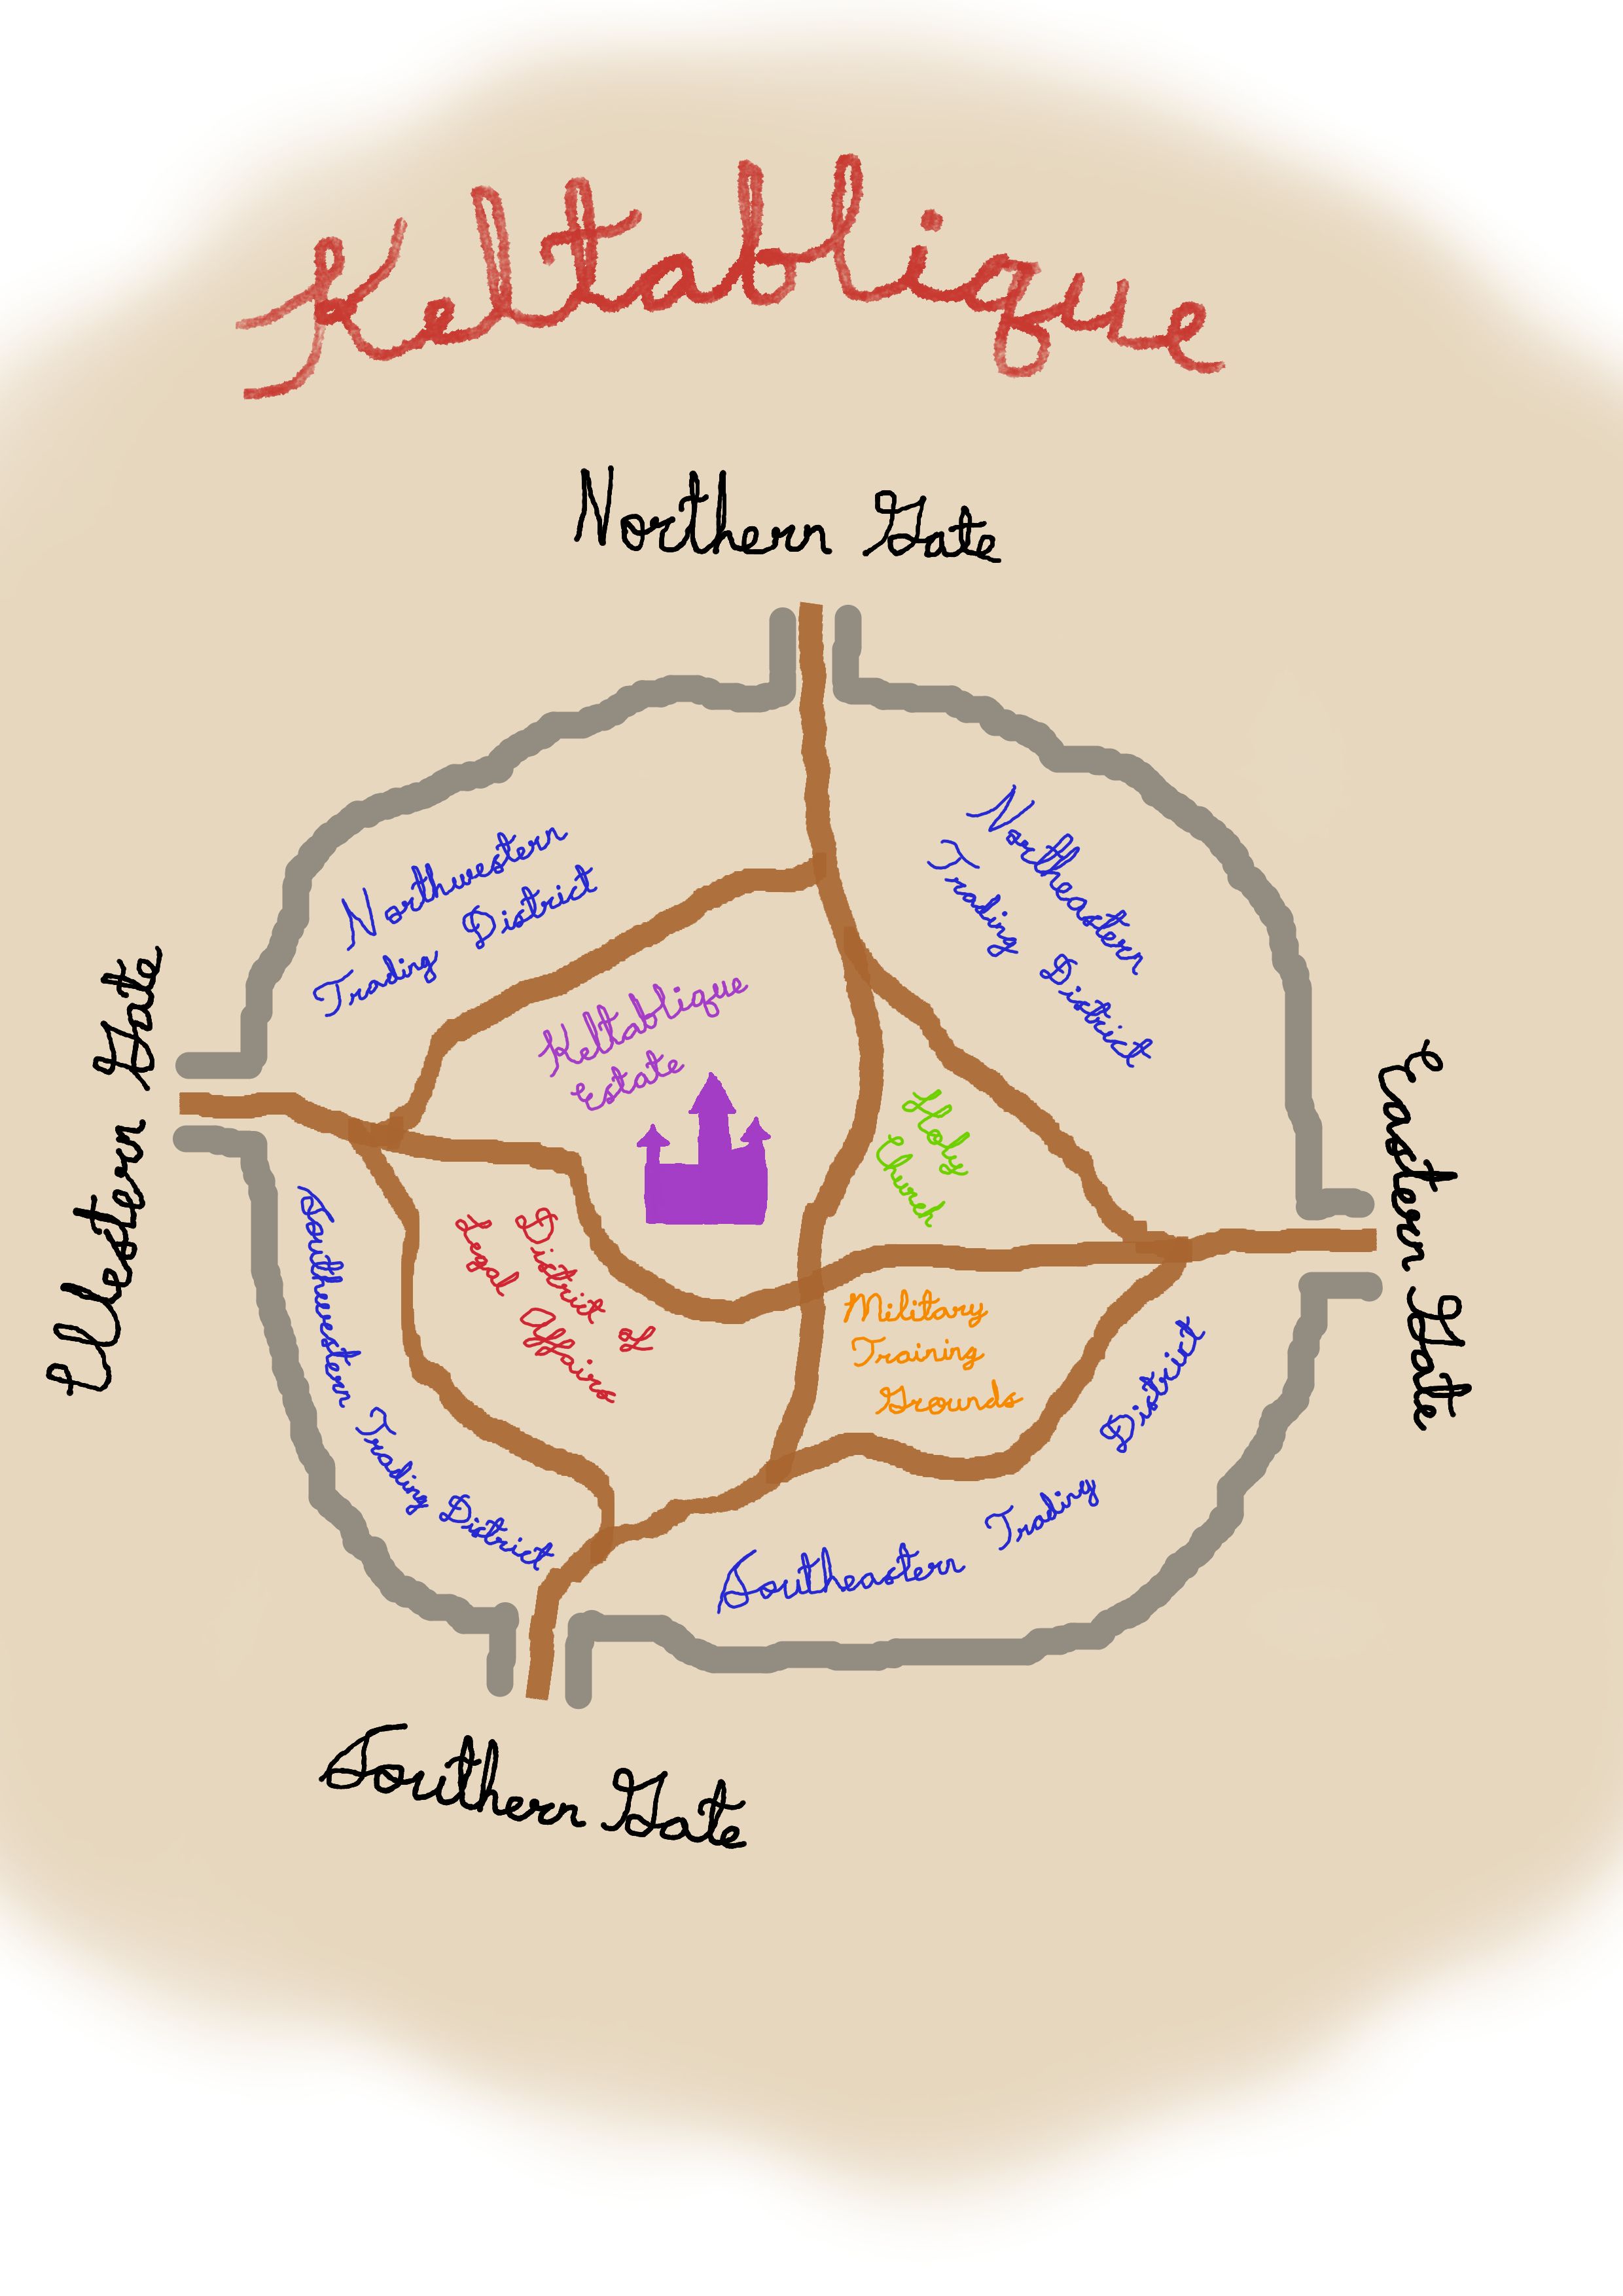 Keltablique
Northern Gate
Northwestern
Trading District
Northeastern
Trading District
Western Gate
Keltablique
Estate
Holy
Church
Eastern Gate
District of
Legal Affairs
Military
Training
Grounds
Southwestern Trading District
Southeastern Trading District
Southern Gate